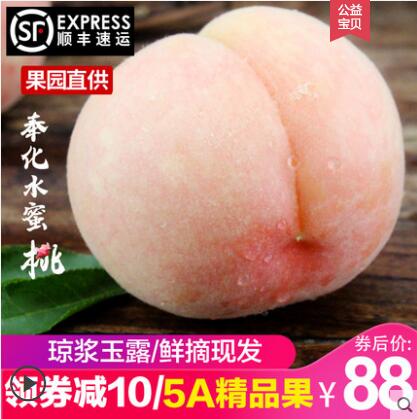 SF EXPRESS
顺丰速运
公益
宝贝
果园直供
奉化水蜜桃
琼浆玉露/鲜摘现发
券后价:
领券减10/5A精品果¥88